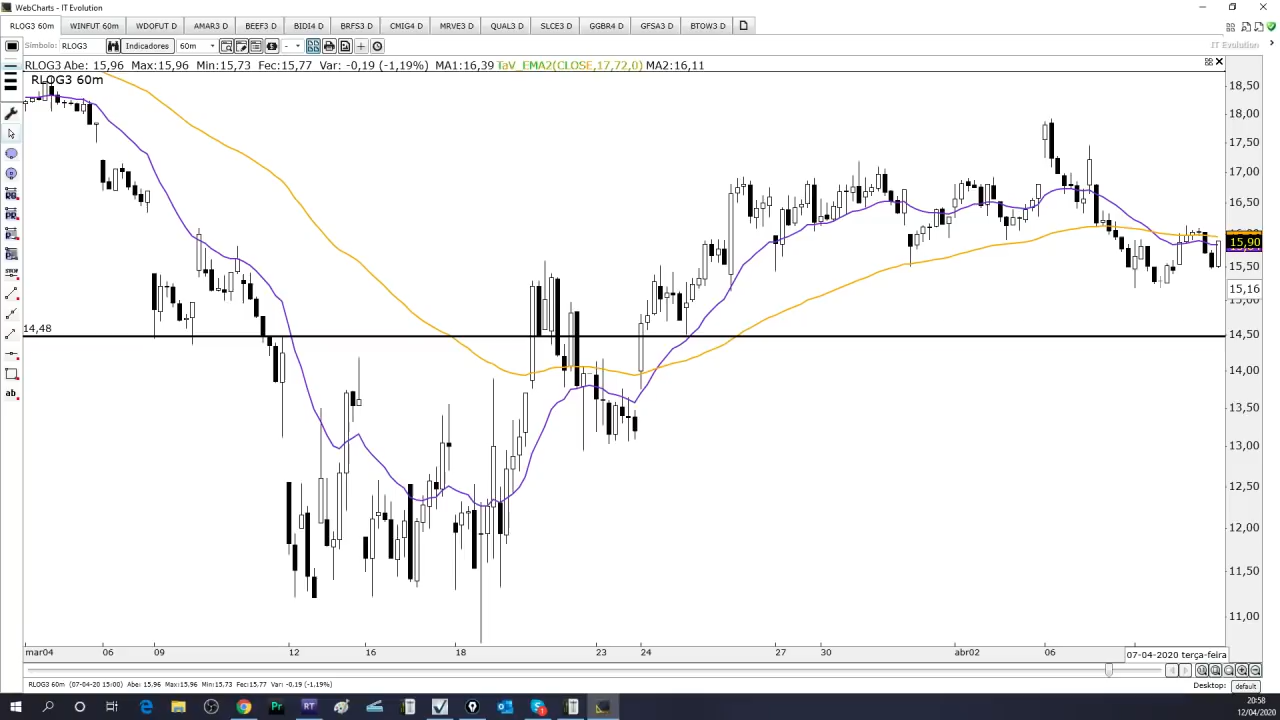 WebCharts - IT Evolution
RLOG3 60m WINFUT 60m WDOFUT D AMAR3 D BEEF3 D BIDI4 D BRFS3 D CMIG4 D MRVE3 D QUAL3 D SLCE3 D GGBR4 D GFSA3 D BTOW3 D
Símbolo: RLOG3 Indicadores 60m - IT Evolution
RLOG3 Abe: 15,96 Max:15,96 Min:15,73 Fec:15,77 Var: -0,19 (-1,19%) MA1:16,39 TaV_EMA2(CLOSE,17,72,0) MA2:16,11
RLOG3 60m
18,50
18,00
17,50
17,00
16,50
15,90
15,50
15,16
14,48
14,50
14,00
13,50
13,00
12,50
12,00
11,50
11,00
STOP
ab
mar04 06 09 12 16 18 23 24 27 30 abr02 06 07-04-2020 terça-feira
RLOG3 60m (07-04-20 15:00) Abe: 15,96 Max:15,96 Min:15,73 Fec:15,77 Var: -0,19 (-1,19%) Desktop: default
20:58
12/04/2020